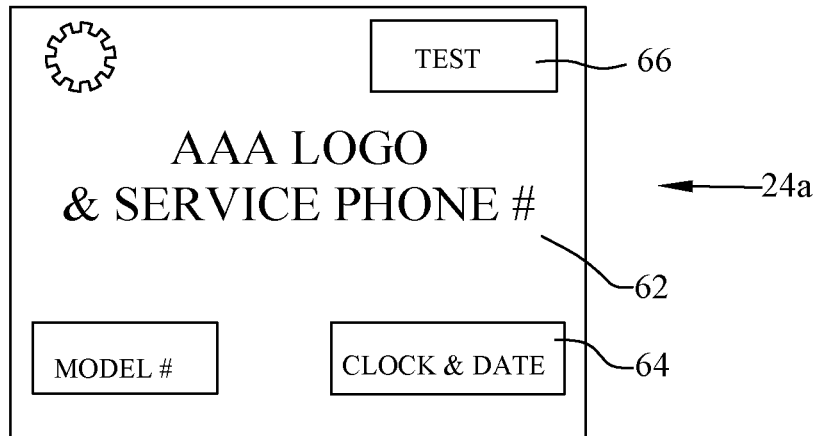 TEST
66
AAA LOGO
& SERVICE PHONE #
24a
62
MODEL #
CLOCK & DATE
64